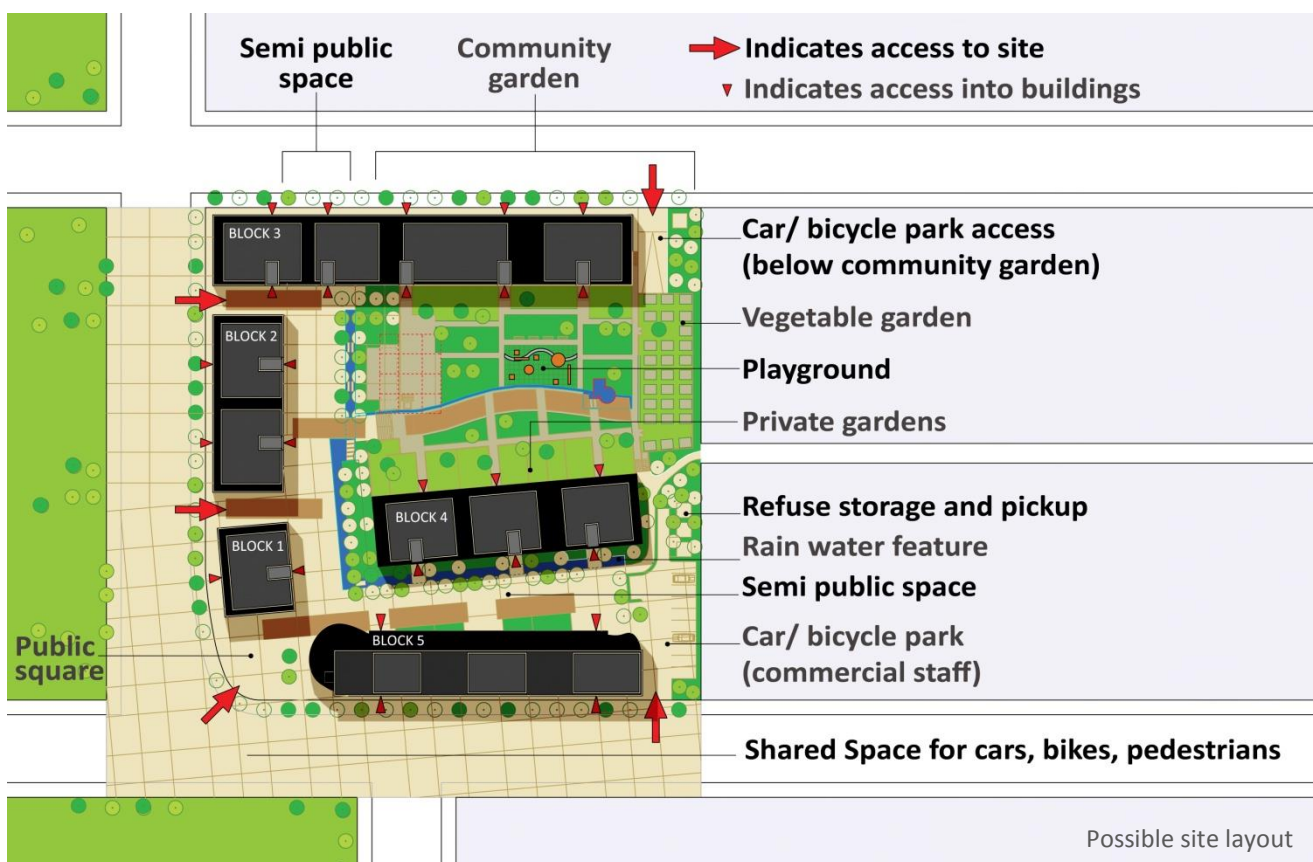 Semi public
space
Community
garden
Indicates access to site
Indicates access into buildings
BLOCK 3
Car/ bicycle park access
(below community garden)
Vegetable garden
BLOCK 2
Playground
Private gardens
Refuse storage and pickup
BLOCK 4
BLOCK 1
Rain water feature
Semi public space
BLOCK 5
Public
square
Car/ bicycle park
(commercial staff)
Shared Space for cars, bikes, pedestrians
Possible site layout